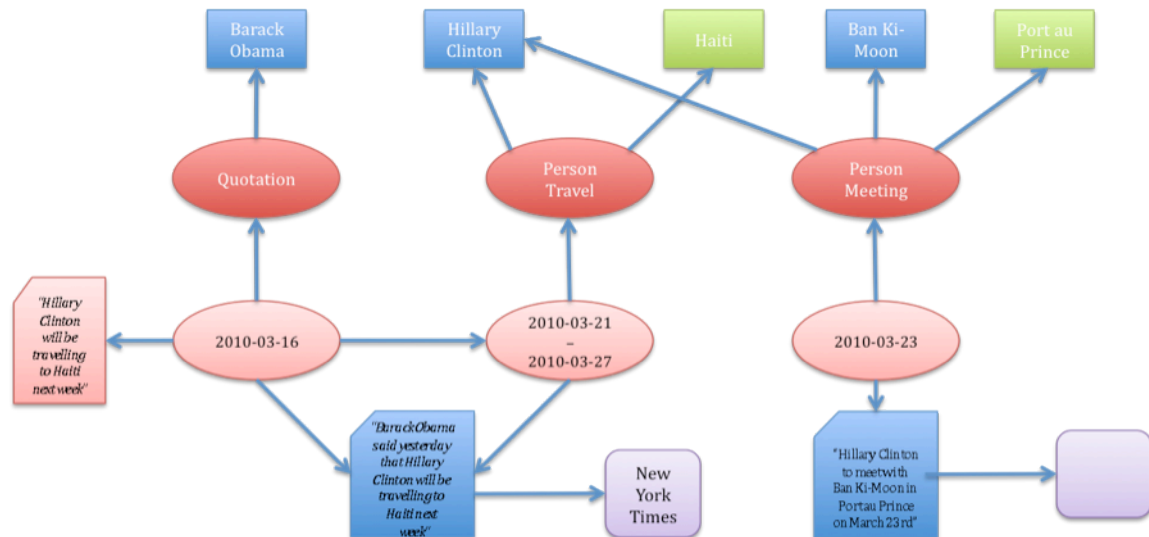 Barack
Obama
Hillary
Clinton
Haiti
Ban Ki-
Moon
Port au
Prince
Quotation
Person
Travel
Person
Meeting
"Hillary
Clinton
will be
travelling
to Haiti
next week"
2010-03-16
2010-03-21
–
2010-03-27
2010-03-23
"Barack Obama
said yesterday
that Hillary
Clinton will be
travelling to
Haiti next
week"
New
York
Times
"Hillary Clinton
to meet with
Ban Ki-Moon in
Port au Prince
on March 23rd"